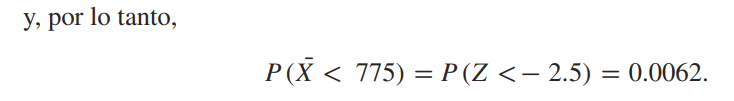 y, por lo tanto,
P(X̄ < 775) = P(Z <− 2.5) = 0.0062.